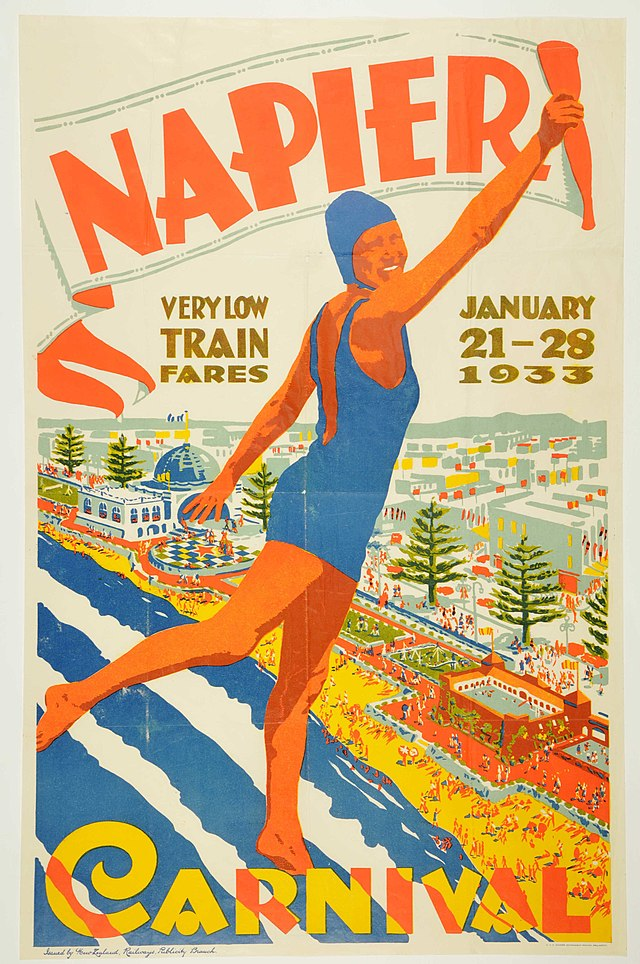 NAPIER
VERY LOW
TRAIN
FARES
JANUARY
21-28
1933
CARNIVAL
Issued by New Zealand Railways Publicity Branch